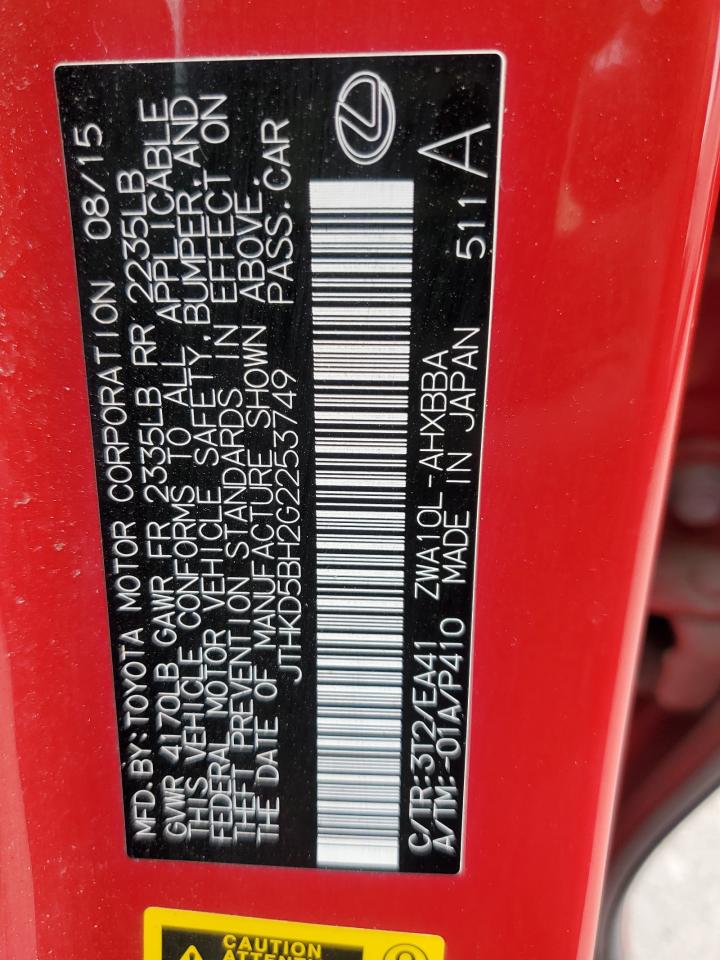 MFD. BY: TOYOTA MOTOR CORPORATION 08/15
GVWR 4170LB GAWR FR 2335LB RR 2235LB
THIS VEHICLE CONFORMS TO ALL APPLICABLE
FEDERAL MOTOR VEHICLE SAFETY, BUMPER, AND
THEFT PREVENTION STANDARDS IN EFFECT ON
THE DATE OF MANUFACTURE SHOWN ABOVE.
JTHKD5BH2G2253749 PASS. CAR
C/TR:3T2/EA41 ZWA10L-AHXBBA
A/TM:-01A/P410 MADE IN JAPAN 511 A
CAUTION